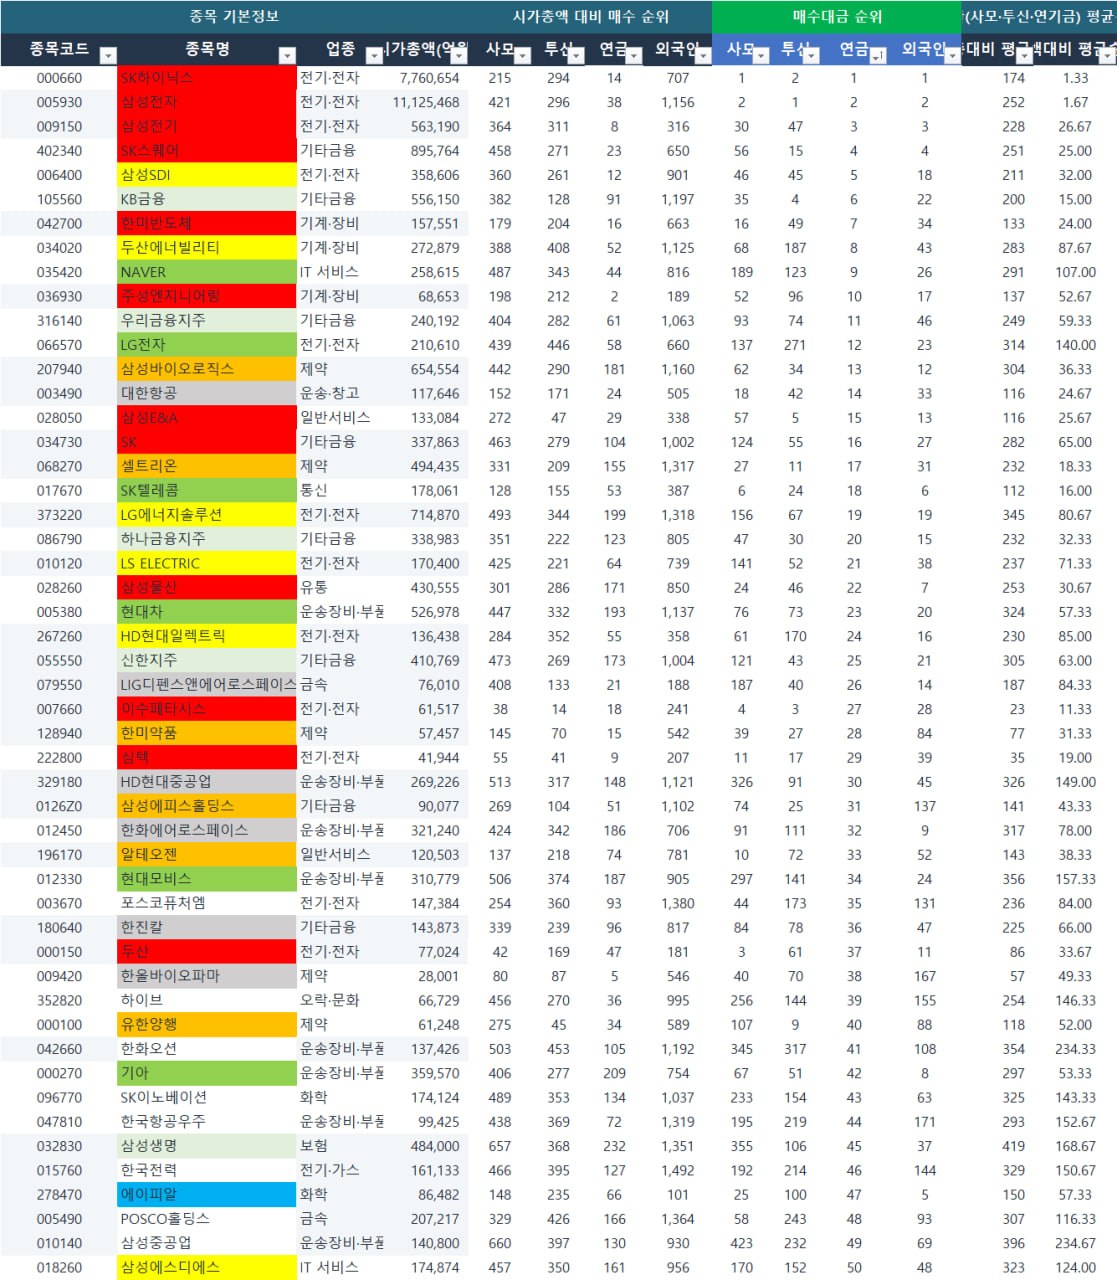 종목 기본정보 시가총액 대비 매수 순위 매수대금 순위 (사모·투신·연기금) 평균
종목코드 종목명 업종 사모 투신 연금 외국인 사모 투신 연금 외국인 대비 평균 대비 평균
000660 SK하이닉스 전기·전자 7,760,654 215 294 14 707 1 2 1 1 174 1.33
005930 삼성전자 전기·전자 11,125,468 421 296 38 1,156 2 1 2 2 252 1.67
009150 삼성전기 전기·전자 563,190 364 311 8 316 30 47 3 3 228 26.67
402340 SK스퀘어 기타금융 895,764 458 271 23 650 56 15 4 4 251 25.00
006400 삼성SDI 전기·전자 358,606 360 261 12 901 46 45 5 18 211 32.00
105560 KB금융 기타금융 556,150 382 128 91 1,197 35 4 6 22 200 15.00
042700 한미반도체 기계·장비 157,551 179 204 16 663 16 49 7 34 133 24.00
034020 두산에너빌리티 기계·장비 272,879 388 408 52 1,125 68 187 8 43 283 87.67
035420 NAVER IT 서비스 258,615 487 343 44 816 189 123 9 26 291 107.00
036930 주성엔지니어링 기계·장비 68,653 198 212 2 189 52 96 10 17 137 52.67
316140 우리금융지주 기타금융 240,192 404 282 61 1,063 93 74 11 46 249 59.33
066570 LG전자 전기·전자 210,610 439 446 58 660 137 271 12 23 314 140.00
207940 삼성바이오로직스 제약 654,554 442 290 181 1,160 62 34 13 12 304 36.33
003490 대한항공 운송·창고 117,646 152 171 24 505 18 42 14 33 116 24.67
028050 삼성E&A 일반서비스 133,084 272 47 29 338 57 5 15 13 116 25.67
034730 SK 기타금융 337,863 463 279 104 1,002 124 55 16 27 282 65.00
068270 셀트리온 제약 494,435 331 209 155 1,317 27 11 17 31 232 18.33
017670 SK텔레콤 통신 178,061 128 155 53 387 6 24 18 6 112 16.00
373220 LG에너지솔루션 전기·전자 714,870 493 344 199 1,318 156 67 19 19 345 80.67
086790 하나금융지주 기타금융 338,983 351 222 123 805 47 30 20 15 232 32.33
010120 LS ELECTRIC 전기·전자 170,400 425 221 64 739 141 52 21 38 237 71.33
028260 삼성물산 유통 430,555 301 286 171 850 24 46 22 7 253 30.67
005380 현대차 운송장비·부품 526,978 447 332 193 1,137 76 73 23 20 324 57.33
267260 HD현대일렉트릭 전기·전자 136,438 284 352 55 358 61 170 24 16 230 85.00
055550 신한지주 기타금융 410,769 473 269 173 1,004 121 43 25 21 305 63.00
079550 LIG디펜스앤에어로스페이스 금속 76,010 408 133 21 188 187 40 26 14 187 84.33
007660 이수페타시스 전기·전자 61,517 38 14 18 241 4 3 27 28 23 11.33
128940 한미약품 제약 57,457 145 70 15 542 39 27 28 84 77 31.33
222800 심텍 전기·전자 41,944 55 41 9 207 11 17 29 39 35 19.00
329180 HD현대중공업 운송장비·부품 269,226 513 317 148 1,121 326 91 30 45 326 149.00
0126Z0 삼성에피스홀딩스 기타금융 90,077 269 104 51 1,102 74 25 31 137 141 43.33
012450 한화에어로스페이스 운송장비·부품 321,240 424 342 186 706 91 111 32 9 317 78.00
196170 알테오젠 일반서비스 120,503 137 218 74 781 10 72 33 52 143 38.33
012330 현대모비스 운송장비·부품 310,779 506 374 187 905 297 141 34 24 356 157.33
003670 포스코퓨처엠 전기·전자 147,384 254 360 93 1,380 44 173 35 131 236 84.00
180640 한진칼 기타금융 143,873 339 239 96 817 84 78 36 47 225 66.00
000150 두산 전기·전자 77,024 42 169 47 181 3 61 37 11 86 33.67
009420 한올바이오파마 제약 28,001 80 87 5 546 40 70 38 167 57 49.33
352820 하이브 오락·문화 66,729 456 270 36 995 256 144 39 155 254 146.33
000100 유한양행 제약 61,248 275 45 34 589 107 9 40 88 118 52.00
042660 한화오션 운송장비·부품 137,426 503 453 105 1,192 345 317 41 108 354 234.33
000270 기아 운송장비·부품 359,570 406 277 209 754 67 51 42 8 297 53.33
096770 SK이노베이션 화학 174,124 489 353 134 1,037 233 154 43 63 325 143.33
047810 한국항공우주 운송장비·부품 99,425 438 369 72 1,319 195 219 44 171 293 152.67
032830 삼성생명 보험 484,000 657 368 232 1,351 355 106 45 37 419 168.67
015760 한국전력 전기·가스 161,133 466 395 127 1,492 192 214 46 144 329 150.67
278470 에이피알 화학 86,482 148 235 66 101 25 100 47 5 150 57.33
005490 POSCO홀딩스 금속 207,217 329 426 166 1,364 58 243 48 93 307 116.33
010140 삼성중공업 운송장비·부품 140,800 660 397 130 930 423 232 49 69 396 234.67
018260 삼성에스디에스 IT 서비스 174,874 457 350 161 956 170 152 50 48 323 124.00